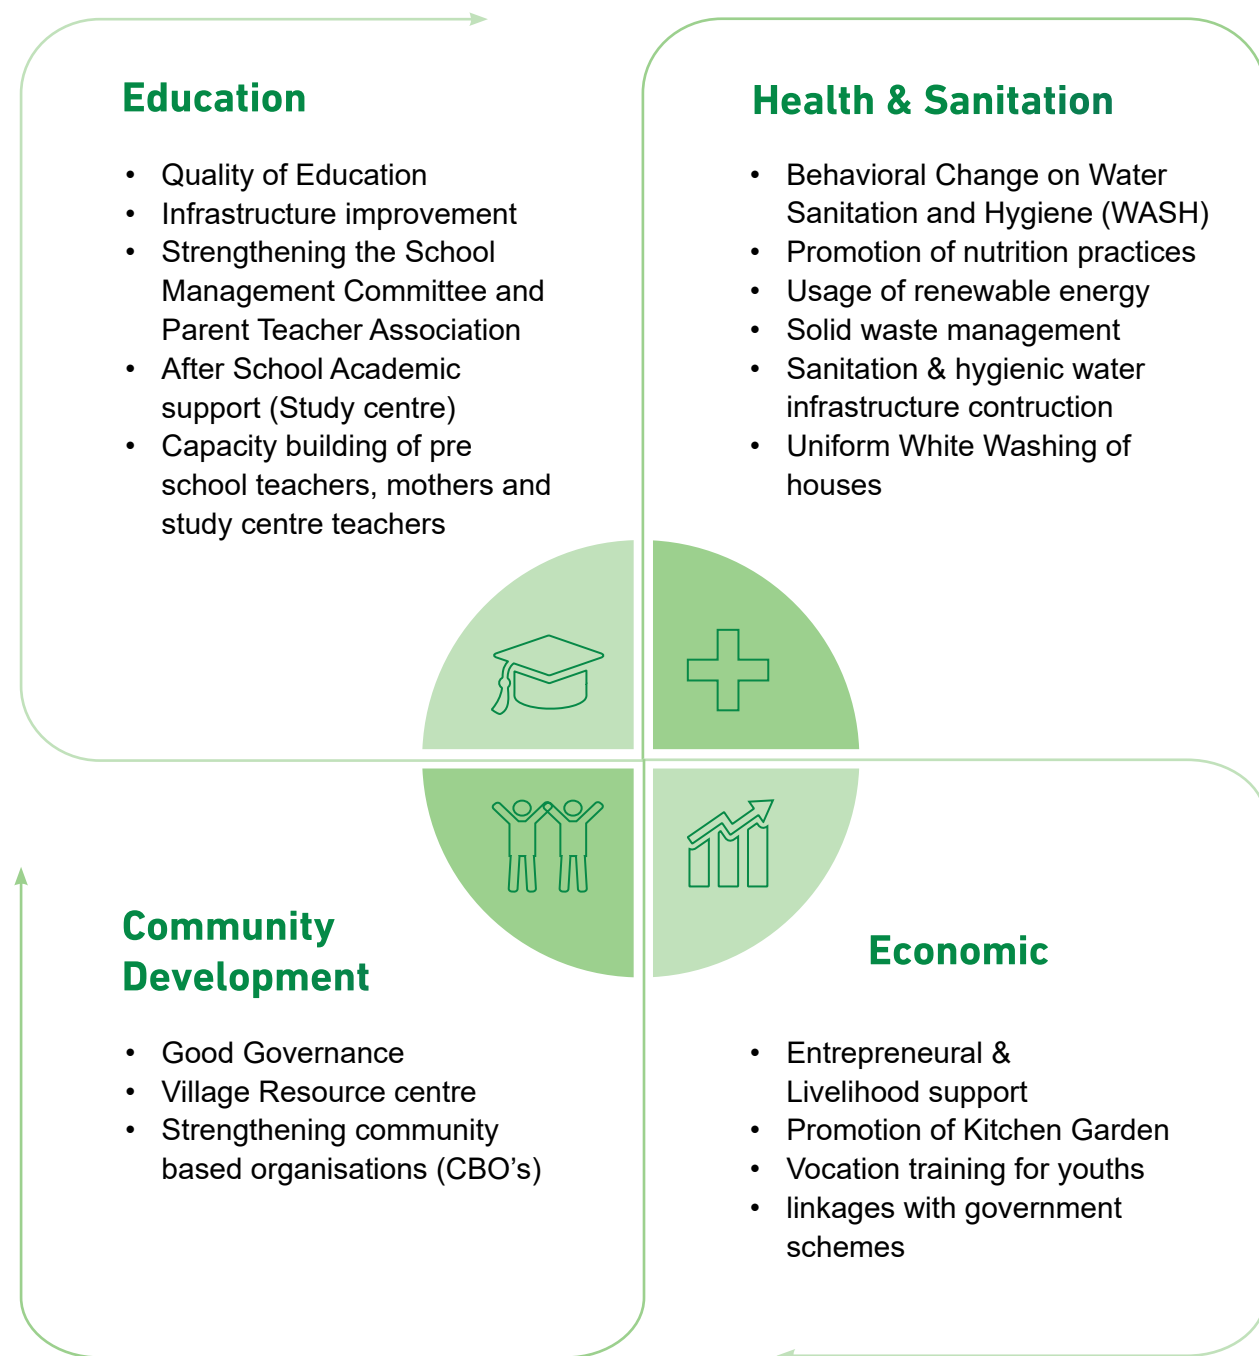 Education
• Quality of Education
• Infrastructure improvement
• Strengthening the School
Management Committee and
Parent Teacher Association
• After School Academic
support (Study centre)
• Capacity building of pre
school teachers, mothers and
study centre teachers
Health & Sanitation
• Behavioral Change on Water
Sanitation and Hygiene (WASH)
• Promotion of nutrition practices
• Usage of renewable energy
• Solid waste management
• Sanitation & hygienic water
infrastructure contruction
• Uniform White Washing of
houses
Community
Development
• Good Governance
• Village Resource centre
• Strengthening community
based organisations (CBO’s)
Economic
• Entrepreneural &
Livelihood support
• Promotion of Kitchen Garden
• Vocation training for youths
• linkages with government
schemes